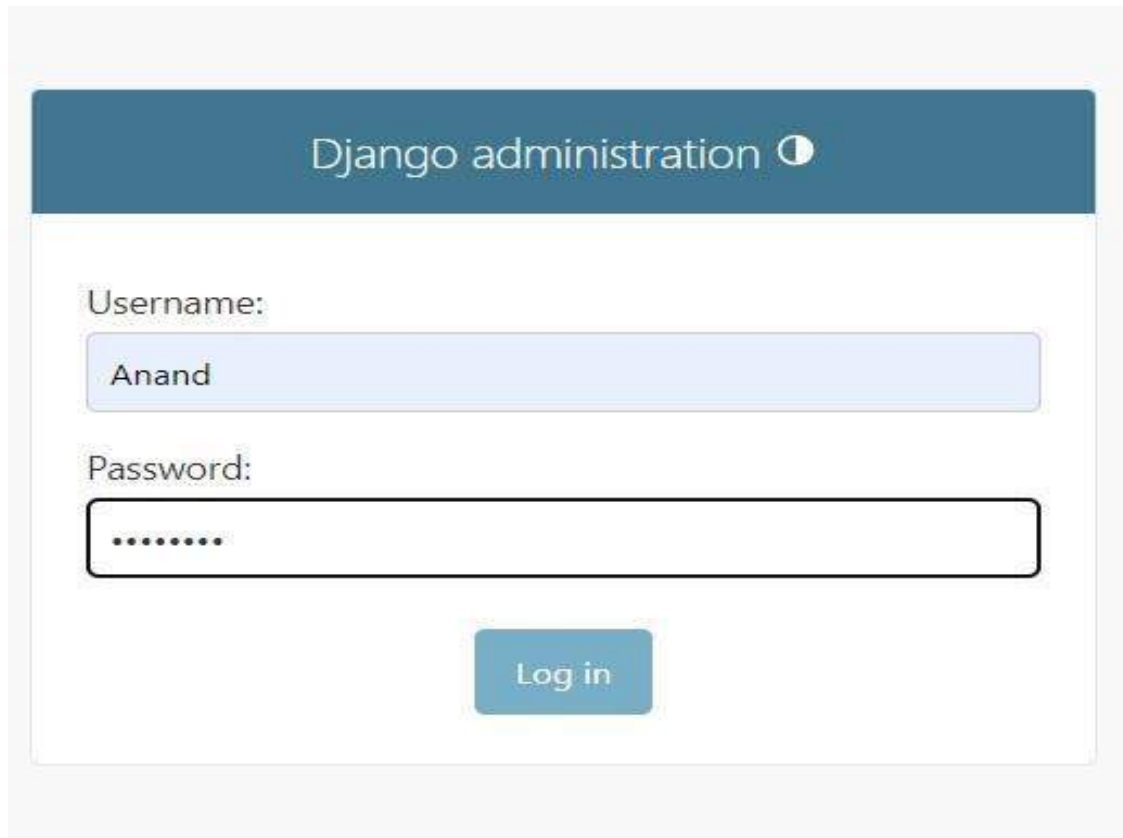 Django administration
Username:
Anand
Password:
••••••••
Log in